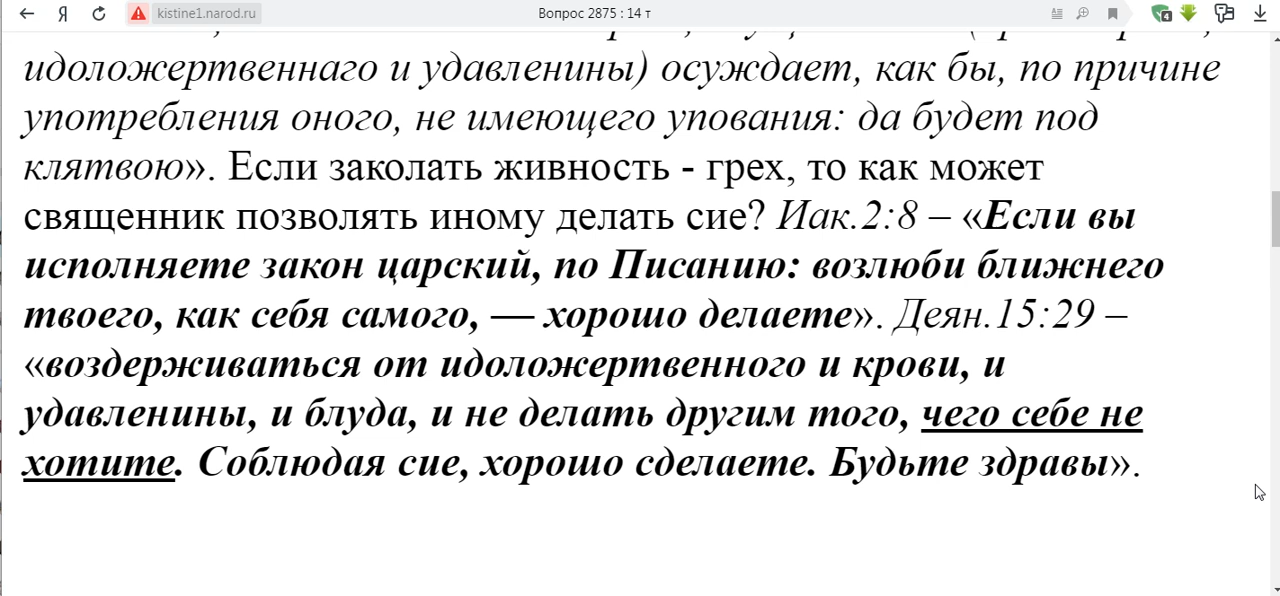 kistine1.narod.ru
Вопрос 2875 : 14 т
4
идоложертвеннаго и удавленины) осуждает, как бы, по причине
употребления оного, не имеющего упования: да будет под
клятвою». Если заколать живность - грех, то как может
священник позволять иному делать сие? Иак.2:8 – «Если вы
исполняете закон царский, по Писанию: возлюби ближнего
твоего, как себя самого, — хорошо делаете». Деян.15:29 –
«воздерживаться от идоложертвенного и крови, и
удавленины, и блуда, и не делать другим того, чего себе не
хотите. Соблюдая сие, хорошо сделаете. Будьте здравы».